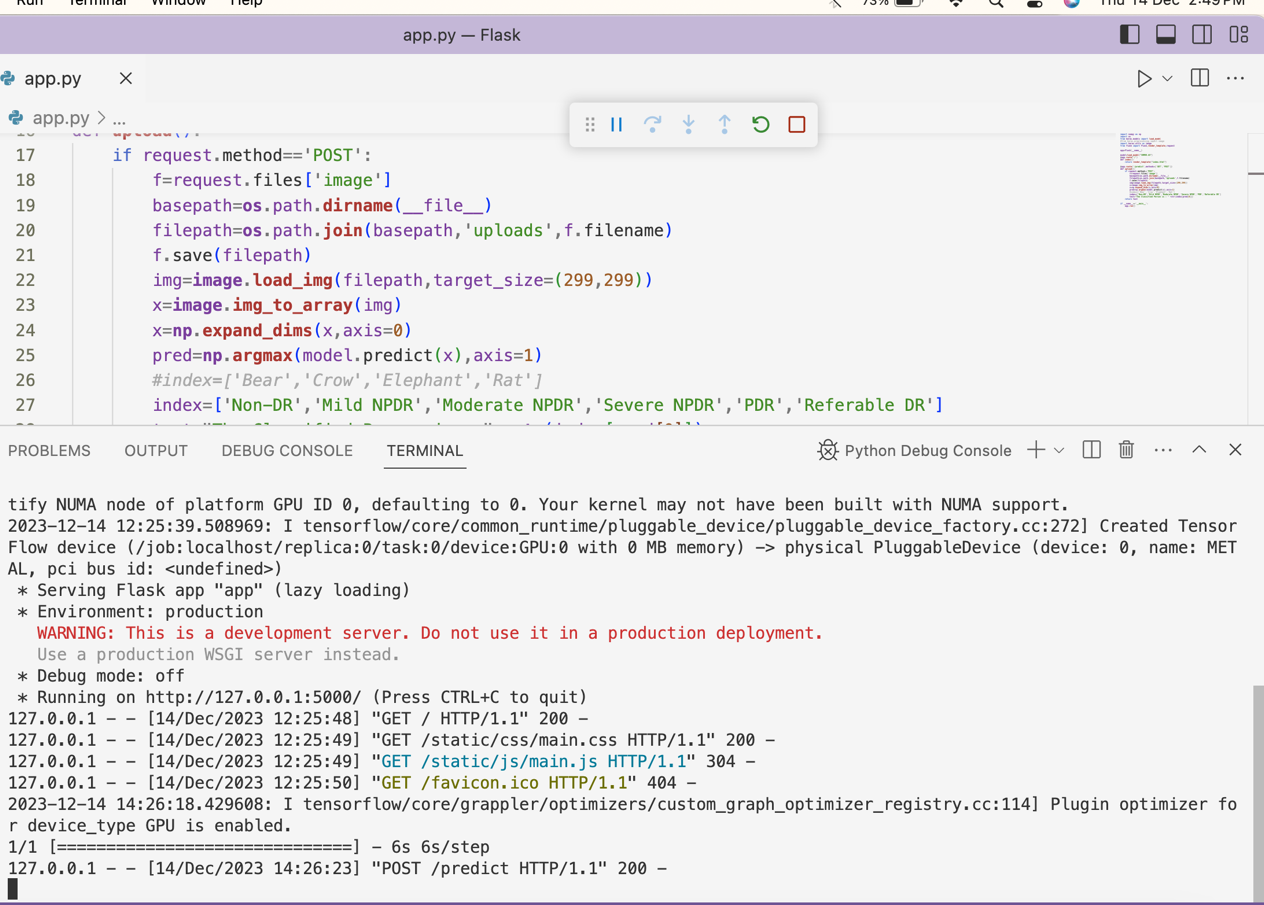 Run Terminal Window Help 73% Thu 14 Dec 2:49 PM
app.py — Flask
app.py
app.py > ...
16 def upload():
17 if request.method=='POST':
18 f=request.files['image']
19 basepath=os.path.dirname(__file__)
20 filepath=os.path.join(basepath,'uploads',f.filename)
21 f.save(filepath)
22 img=image.load_img(filepath,target_size=(299,299))
23 x=image.img_to_array(img)
24 x=np.expand_dims(x,axis=0)
25 pred=np.argmax(model.predict(x),axis=1)
26 #index=['Bear','Crow','Elephant','Rat']
27 index=['Non-DR','Mild NPDR','Moderate NPDR','Severe NPDR','PDR','Referable DR']
PROBLEMS OUTPUT DEBUG CONSOLE TERMINAL Python Debug Console
tify NUMA node of platform GPU ID 0, defaulting to 0. Your kernel may not have been built with NUMA support.
2023-12-14 12:25:39.508969: I tensorflow/core/common_runtime/pluggable_device/pluggable_device_factory.cc:272] Created Tensor
Flow device (/job:localhost/replica:0/task:0/device:GPU:0 with 0 MB memory) -> physical PluggableDevice (device: 0, name: MET
AL, pci bus id: <undefined>)
* Serving Flask app "app" (lazy loading)
* Environment: production
WARNING: This is a development server. Do not use it in a production deployment.
Use a production WSGI server instead.
* Debug mode: off
* Running on http://127.0.0.1:5000/ (Press CTRL+C to quit)
127.0.0.1 - - [14/Dec/2023 12:25:48] "GET / HTTP/1.1" 200 -
127.0.0.1 - - [14/Dec/2023 12:25:49] "GET /static/css/main.css HTTP/1.1" 200 -
127.0.0.1 - - [14/Dec/2023 12:25:49] "GET /static/js/main.js HTTP/1.1" 304 -
127.0.0.1 - - [14/Dec/2023 12:25:50] "GET /favicon.ico HTTP/1.1" 404 -
2023-12-14 14:26:18.429608: I tensorflow/core/grappler/optimizers/custom_graph_optimizer_registry.cc:114] Plugin optimizer fo
r device_type GPU is enabled.
1/1 [==============================] - 6s 6s/step
127.0.0.1 - - [14/Dec/2023 14:26:23] "POST /predict HTTP/1.1" 200 -